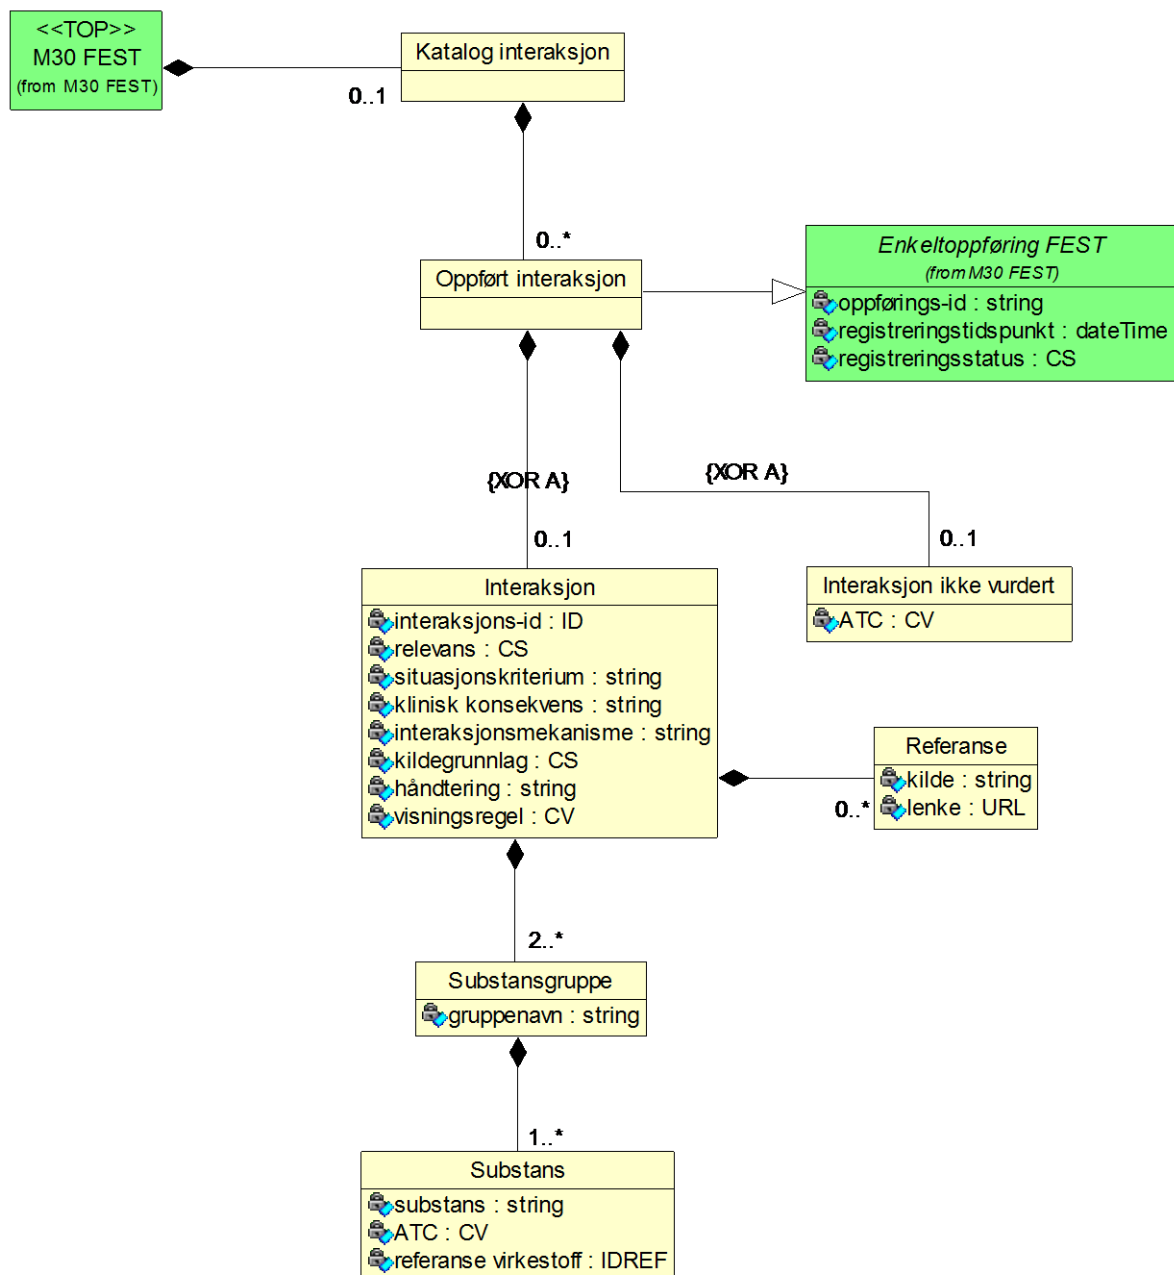 <<TOP>>
M30 FEST
(from M30 FEST)
0..1
Katalog interaksjon
0..*
Oppført interaksjon
Enkeltoppføring FEST
(from M30 FEST)
oppførings-id : string
registreringstidspunkt : dateTime
registreringsstatus : CS
{XOR A}
{XOR A}
0..1
0..1
Interaksjon
interaksjons-id : ID
relevans : CS
situasjonskriterium : string
klinisk konsekvens : string
interaksjonsmekanisme : string
kildegrunnlag : CS
håndtering : string
visningsregel : CV
Interaksjon ikke vurdert
ATC : CV
Referanse
kilde : string
lenke : URL
0..*
2..*
Substansgruppe
gruppenavn : string
1..*
Substans
substans : string
ATC : CV
referanse virkestoff : IDREF